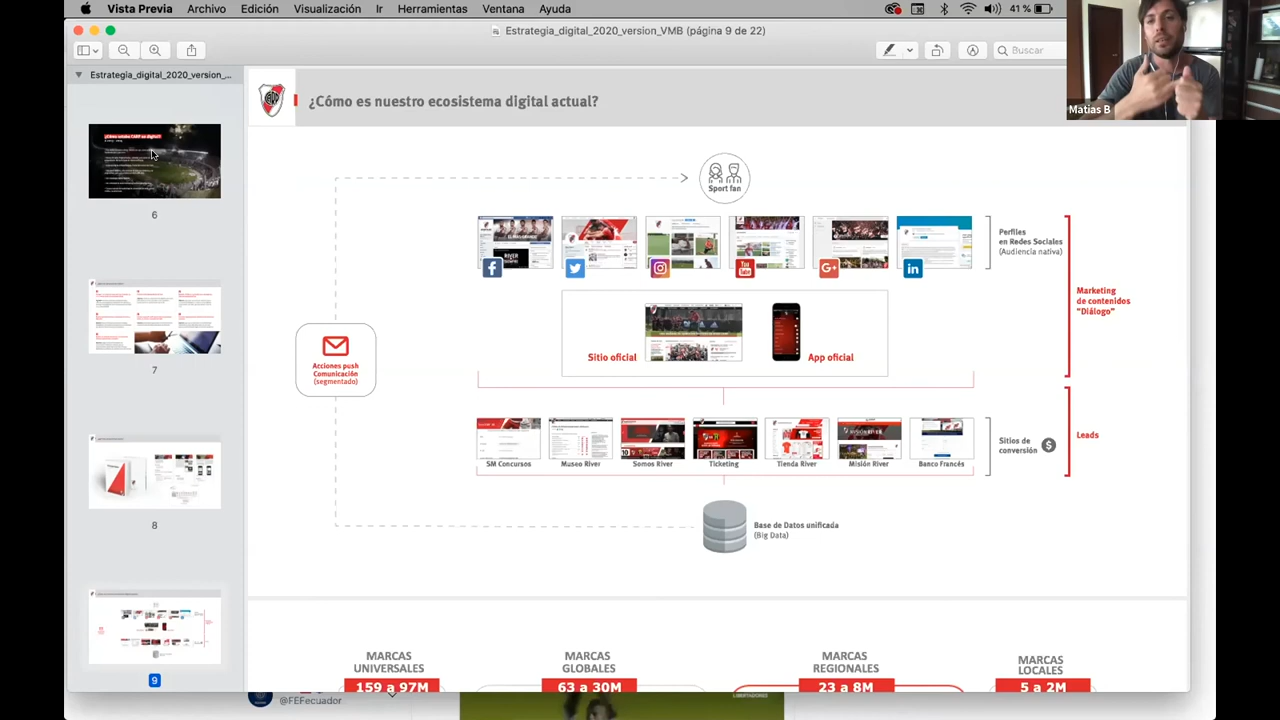 Vista Previa Archivo Edición Visualización Ir Herramientas Ventana Ayuda 41 %
Estrategia_digital_2020_version_VMB (página 9 de 22)
Buscar
Estrategia_digital_2020_version_...
Matias B
¿Cómo es nuestro ecosistema digital actual?
6
7
8
9
Sport fan
Perfiles
en Redes Sociales
(Audiencia nativa)
Marketing
de contenidos
"Diálogo"
Sitio oficial
App oficial
Acciones push
Comunicación
(segmentado)
SM Concursos
Museo River
Somos River
Ticketing
Tienda River
Misión River
Banco Francés
Sitios de
conversión
$
Leads
Base de Datos unificada
(Big Data)
MARCAS
UNIVERSALES
159 a 97M
MARCAS
GLOBALES
63 a 30M
MARCAS
REGIONALES
23 a 8M
MARCAS
LOCALES
5 a 2M
@FEFecuador